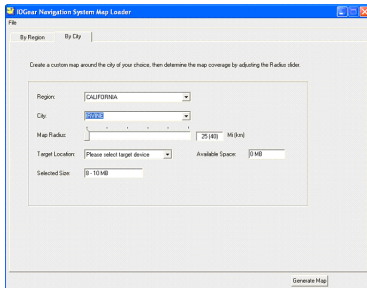 IOGear Navigation System Map Loader
File
By Region By City
Create a custom map around the city of your choice, then determine the map coverage by adjusting the Radius slider.
Region: CALIFORNIA
City: IRVINE
Map Radius: 25 (40) Mi (km)
Target Location: Please select target device Available Space: 0 MB
Selected Size: 8 - 10 MB
Generate Map